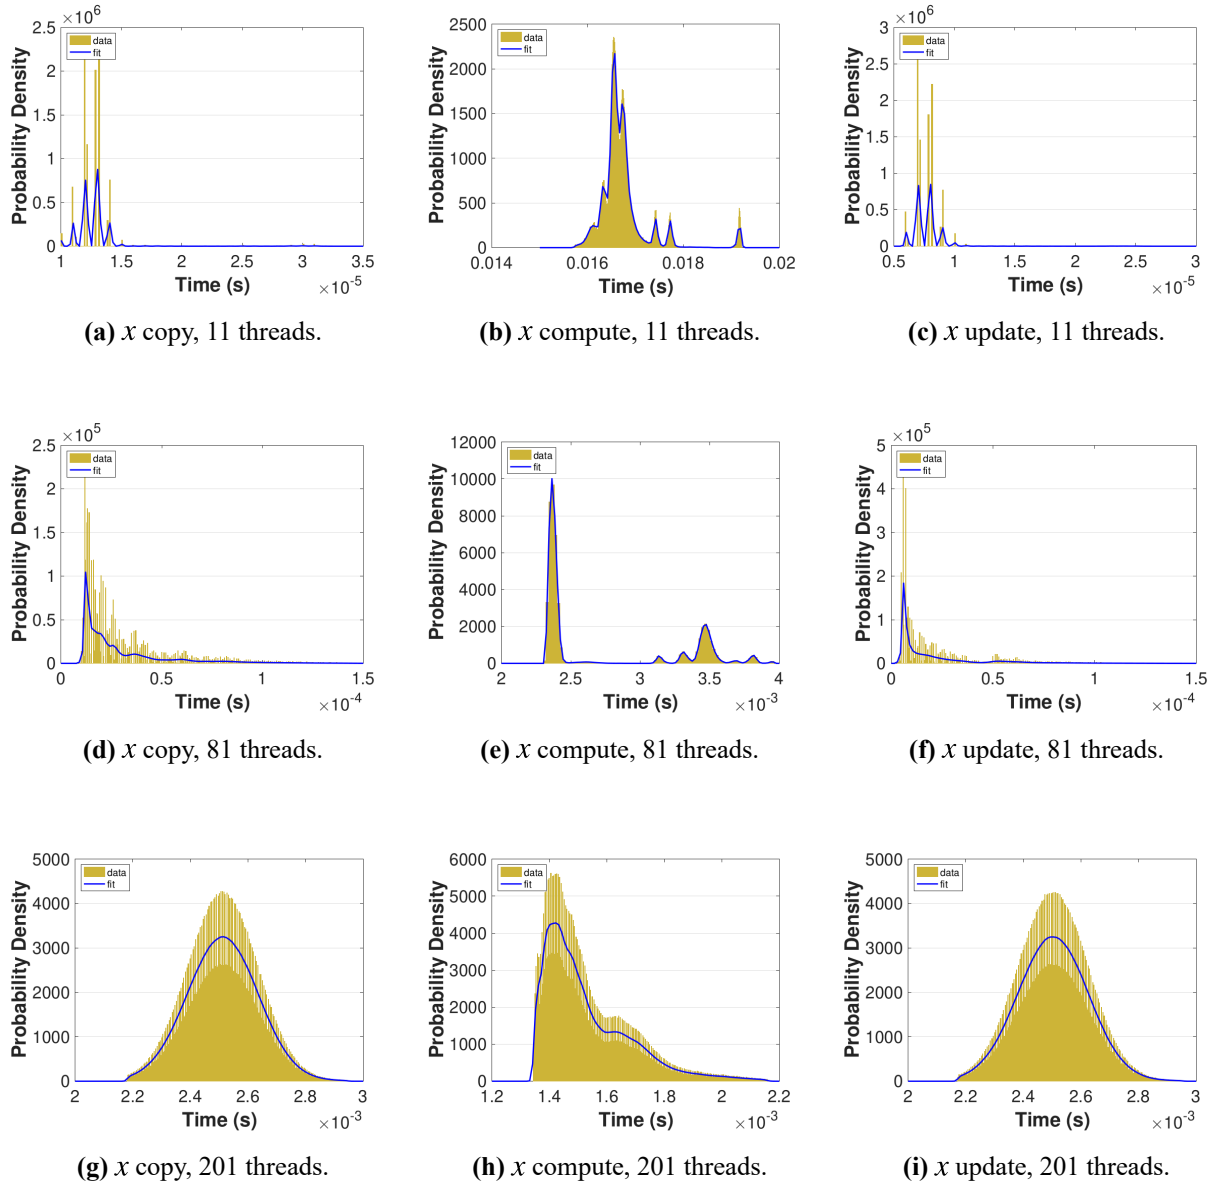 ×10⁶
2.5
2
1.5
1
0.5
0
data
fit
Probability Density
1 1.5 2 2.5 3 3.5
Time (s)
×10⁻⁵
(a) x copy, 11 threads.
2500
2000
1500
1000
500
0
data
fit
Probability Density
0.014 0.016 0.018 0.02
Time (s)
(b) x compute, 11 threads.
×10⁶
3
2.5
2
1.5
1
0.5
0
data
fit
Probability Density
0.5 1 1.5 2 2.5 3
Time (s)
×10⁻⁵
(c) x update, 11 threads.
×10⁵
2.5
2
1.5
1
0.5
0
data
fit
Probability Density
0 0.5 1 1.5
Time (s)
×10⁻⁴
(d) x copy, 81 threads.
12000
10000
8000
6000
4000
2000
0
data
fit
Probability Density
2 2.5 3 3.5 4
Time (s)
×10⁻³
(e) x compute, 81 threads.
×10⁵
5
4
3
2
1
0
data
fit
Probability Density
0 0.5 1 1.5
Time (s)
×10⁻⁴
(f) x update, 81 threads.
5000
4000
3000
2000
1000
0
data
fit
Probability Density
2 2.2 2.4 2.6 2.8 3
Time (s)
×10⁻³
(g) x copy, 201 threads.
6000
5000
4000
3000
2000
1000
0
data
fit
Probability Density
1.2 1.4 1.6 1.8 2 2.2
Time (s)
×10⁻³
(h) x compute, 201 threads.
5000
4000
3000
2000
1000
0
data
fit
Probability Density
2 2.2 2.4 2.6 2.8 3
Time (s)
×10⁻³
(i) x update, 201 threads.